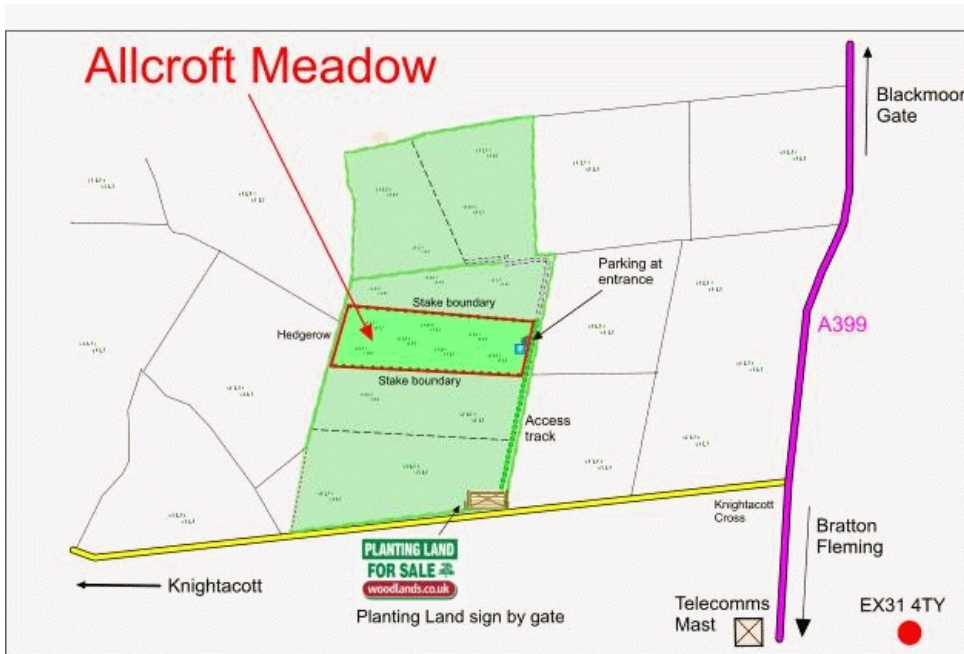 Allcroft Meadow
Blackmoor
Gate
Parking at
entrance
Stake boundary
Hedgerow
A399
Stake boundary
Access
track
Knightacott
Cross
Bratton
Fleming
PLANTING LAND
FOR SALE
woodlands.co.uk
Knightacott
Planting Land sign by gate
Telecomms
Mast
EX31 4TY